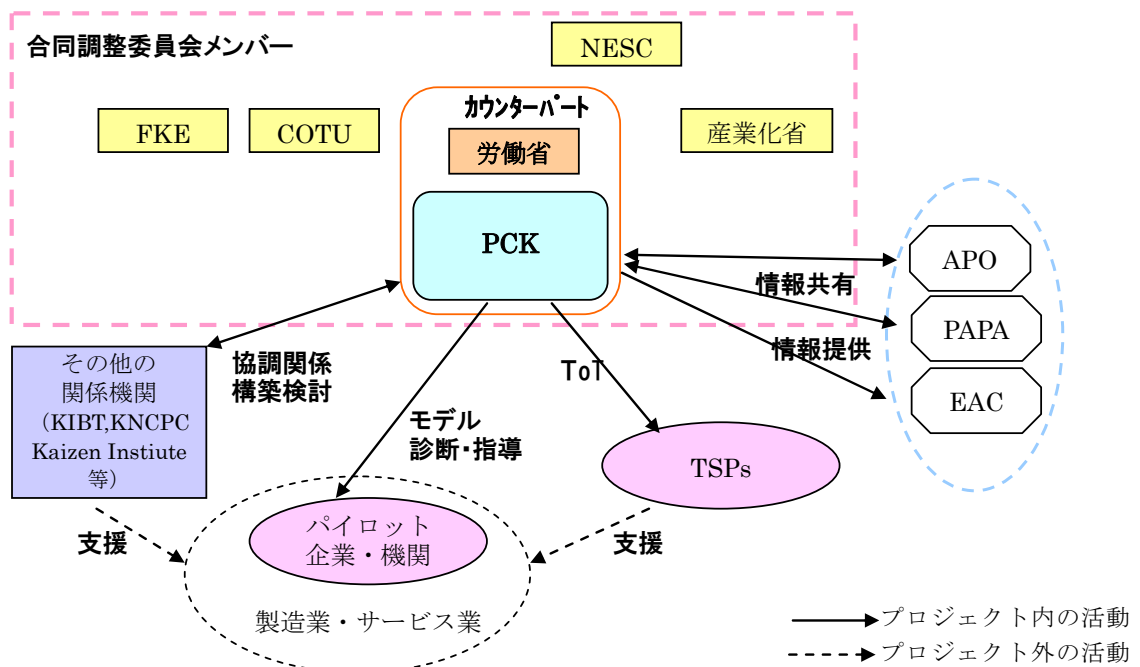 合同調整委員会メンバー
NESC
カウンターパート
FKE
COTU
労働省
産業化省
PCK
APO
情報共有
PAPA
情報提供
EAC
その他の
関係機関
（KIBT,KNCPC
Kaizen Instiute
等）
協調関係
構築検討
ToT
モデル
診断・指導
TSPs
支援
パイロット
企業・機関
支援
製造業・サービス業
プロジェクト内の活動
プロジェクト外の活動